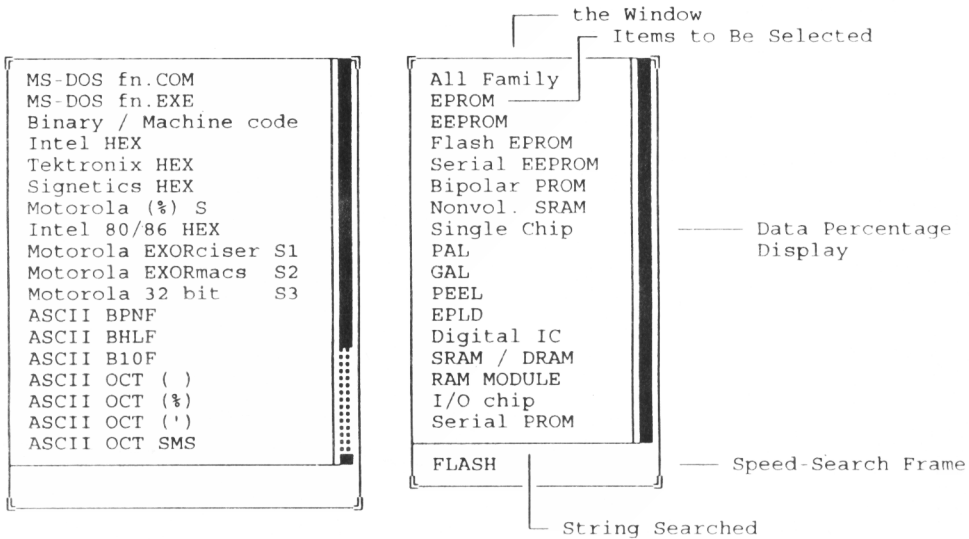 the Window
Items to Be Selected
MS-DOS fn.COM
MS-DOS fn.EXE
Binary / Machine code
Intel HEX
Tektronix HEX
Signetics HEX
Motorola (%) S
Intel 80/86 HEX
Motorola EXORciser S1
Motorola EXORmacs S2
Motorola 32 bit S3
ASCII BPNF
ASCII BHLF
ASCII B10F
ASCII OCT ( )
ASCII OCT (%)
ASCII OCT (')
ASCII OCT SMS
All Family
EPROM
EEPROM
Flash EPROM
Serial EEPROM
Bipolar PROM
Nonvol. SRAM
Single Chip
PAL
GAL
PEEL
EPLD
Digital IC
SRAM / DRAM
RAM MODULE
I/O chip
Serial PROM
FLASH
Data Percentage
Display
Speed-Search Frame
String Searched